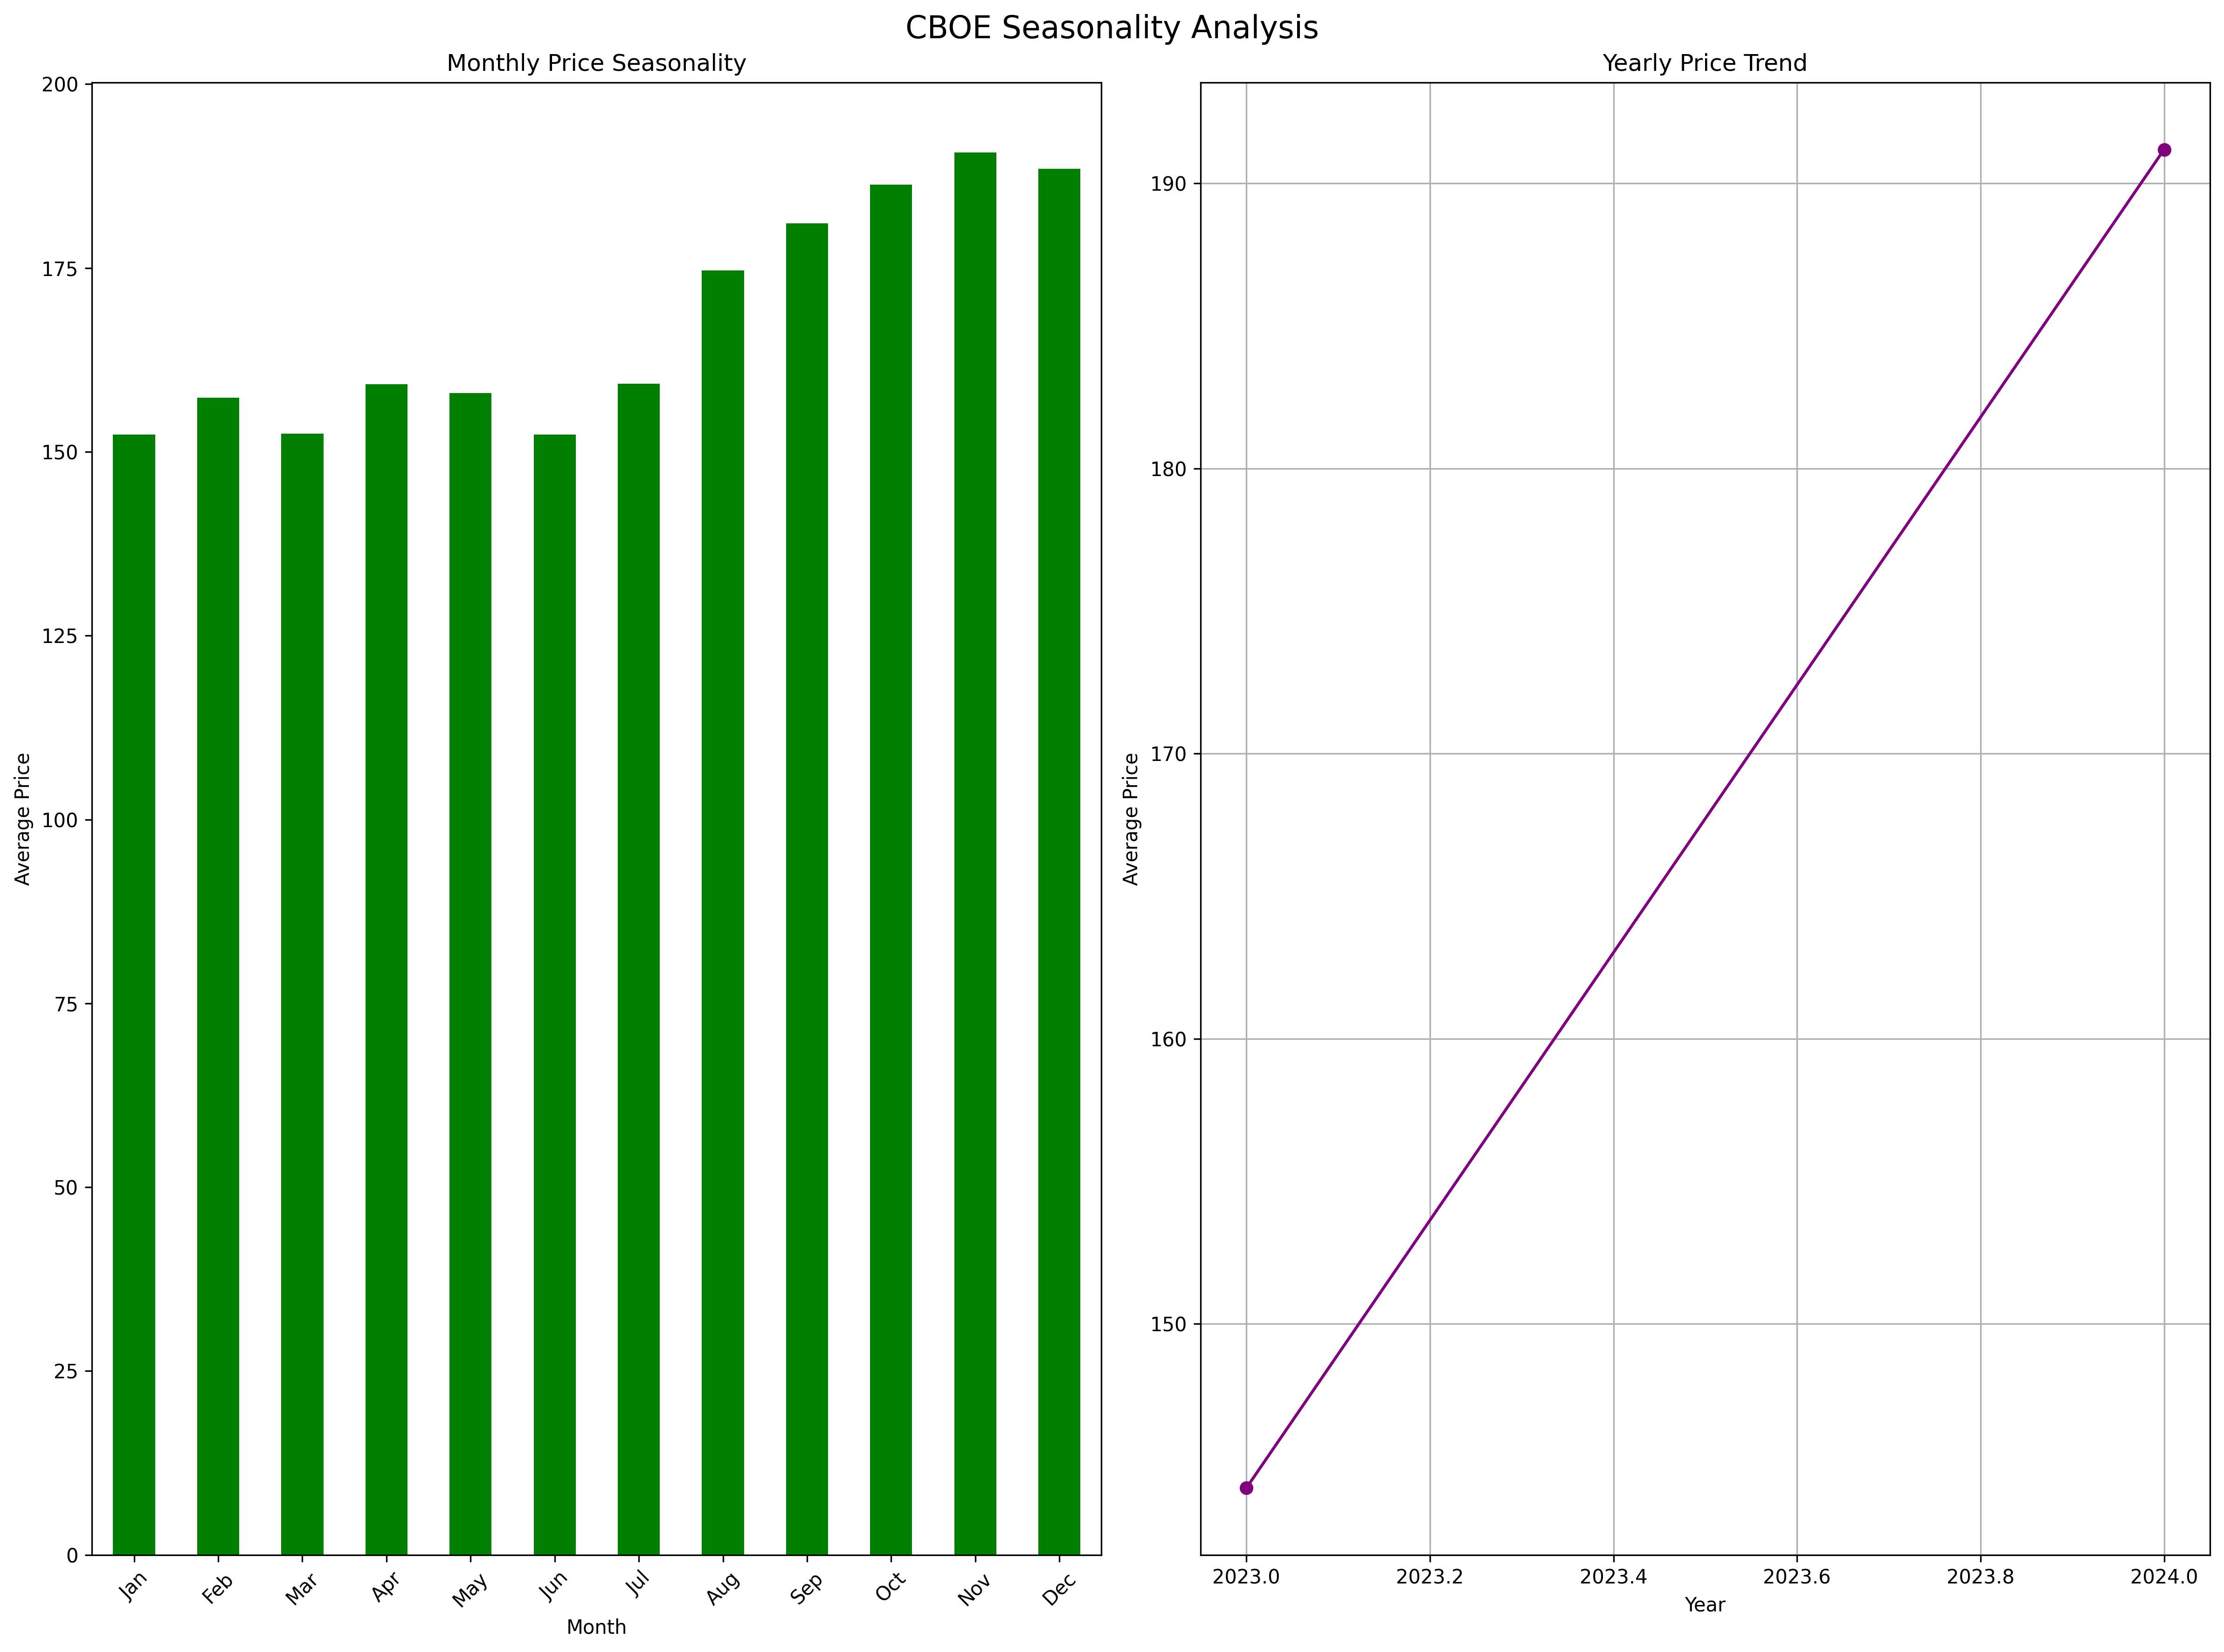 CBOE Seasonality Analysis
Monthly Price Seasonality
200
175
150
125
100
75
50
25
0
Average Price
Jan Feb Mar Apr May Jun Jul Aug Sep Oct Nov Dec
Month
Yearly Price Trend
190
180
170
160
150
Average Price
2023.0 2023.2 2023.4 2023.6 2023.8 2024.0
Year